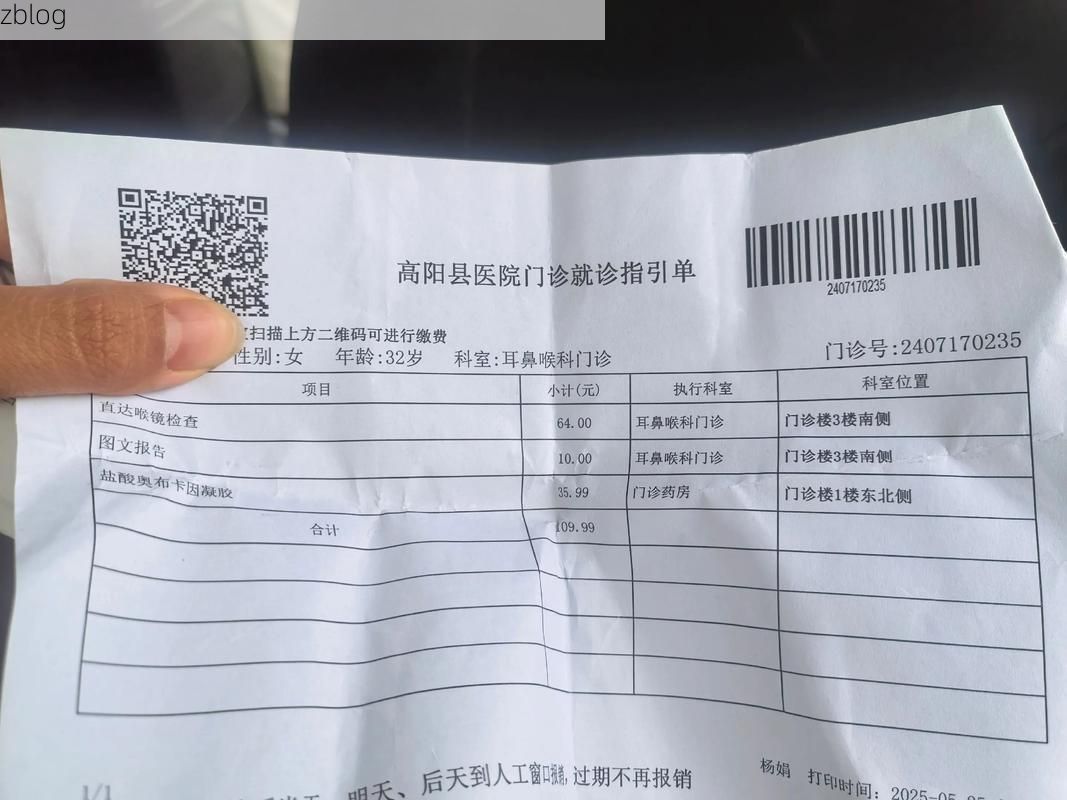 zblog
高阳县医院门诊就诊指引单
2407170235
扫描上方二维码可进行缴费
性别:女 年龄:32岁 科室:耳鼻喉科门诊 门诊号:2407170235
项目 小计(元) 执行科室 科室位置
直达喉镜检查 64.00 耳鼻喉科门诊 门诊楼3楼南侧
图文报告 10.00 耳鼻喉科门诊 门诊楼3楼南侧
盐酸奥布卡因凝胶 35.99 门诊药房 门诊楼1楼东北侧
合计 109.99
明天、后天到人工窗口报销,过期不再报销
杨娟 打印时间: 2025-05-
1/1